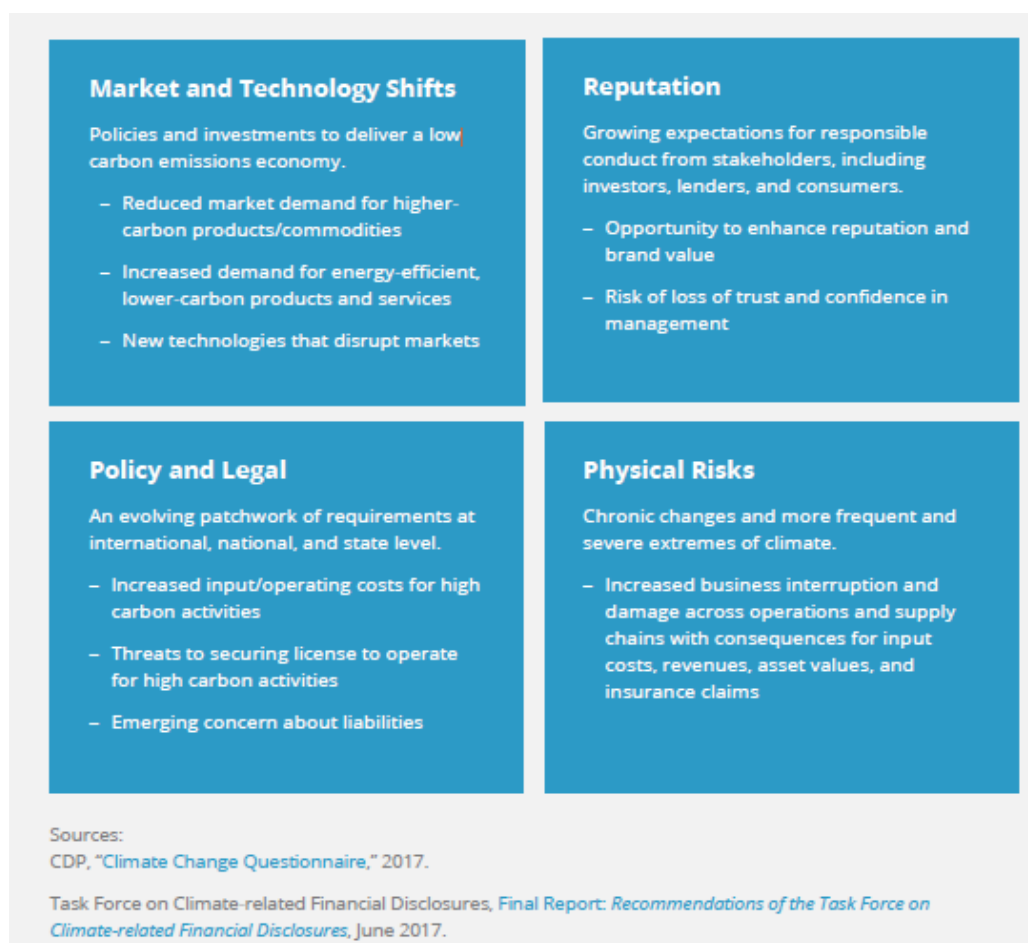 Market and Technology Shifts
Policies and investments to deliver a low
carbon emissions economy.
– Reduced market demand for higher-
carbon products/commodities
– Increased demand for energy-efficient,
lower-carbon products and services
– New technologies that disrupt markets
Reputation
Growing expectations for responsible
conduct from stakeholders, including
investors, lenders, and consumers.
– Opportunity to enhance reputation and
brand value
– Risk of loss of trust and confidence in
management
Policy and Legal
An evolving patchwork of requirements at
international, national, and state level.
– Increased input/operating costs for high
carbon activities
– Threats to securing license to operate
for high carbon activities
– Emerging concern about liabilities
Physical Risks
Chronic changes and more frequent and
severe extremes of climate.
– Increased business interruption and
damage across operations and supply
chains with consequences for input
costs, revenues, asset values, and
insurance claims
Sources:
CDP, “Climate Change Questionnaire,” 2017.
Task Force on Climate-related Financial Disclosures, Final Report: Recommendations of the Task Force on
Climate-related Financial Disclosures, June 2017.